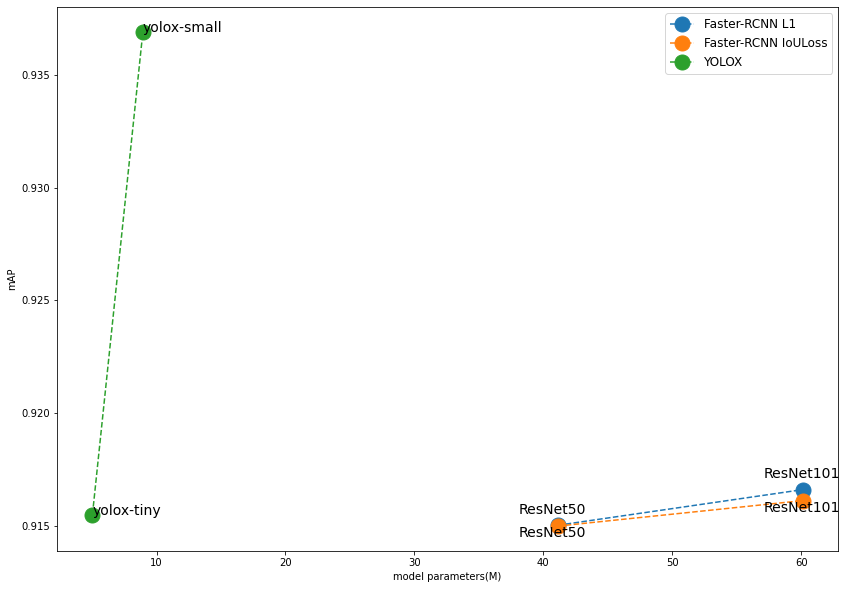 yolox-small
Faster-RCNN L1
Faster-RCNN IoULoss
YOLOX
0.935
0.930
0.925
mAP
0.920
ResNet101
ResNet50
yolox-tiny
ResNet101
0.915
ResNet50
10
20
30
40
50
60
model parameters(M)